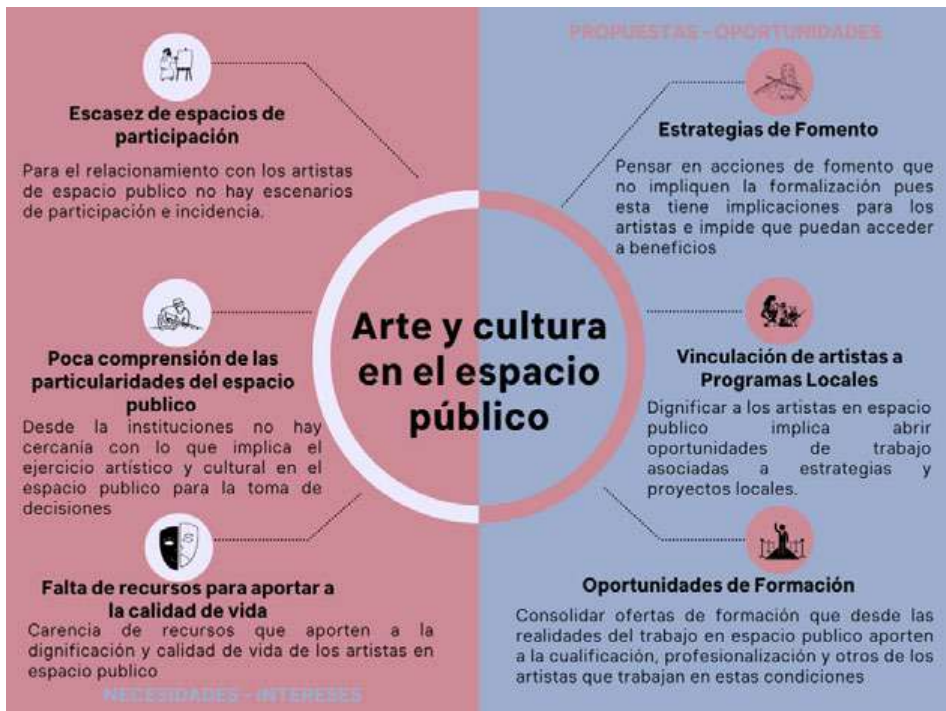 Escasez de espacios de
participación
Para el relacionamiento con los artistas
de espacio publico no hay escenarios
de participación e incidencia.
Poca comprensión de las
particularidades del espacio
publico
Desde la instituciones no hay
cercanía con lo que implica el
ejercicio artístico y cultural en el
espacio publico para la toma de
decisiones
Falta de recursos para aportar a
la calidad de vida
Carencia de recursos que aporten a la
dignificación y calidad de vida de los artistas en
espacio publico
NECESIDADES - INTERESES
Arte y cultura
en el espacio
público
PROPUESTAS - OPORTUNIDADES
Estrategias de Fomento
Pensar en acciones de fomento que
no impliquen la formalización pues
esta tiene implicaciones para los
artistas e impide que puedan acceder
a beneficios
Vinculación de artistas a
Programas Locales
Dignificar a los artistas en espacio
publico implica abrir
oportunidades de trabajo
asociadas a estrategias y
proyectos locales.
Oportunidades de Formación
Consolidar ofertas de formación que desde las
realidades del trabajo en espacio publico aporten
a la cualificación, profesionalización y otros de los
artistas que trabajan en estas condiciones